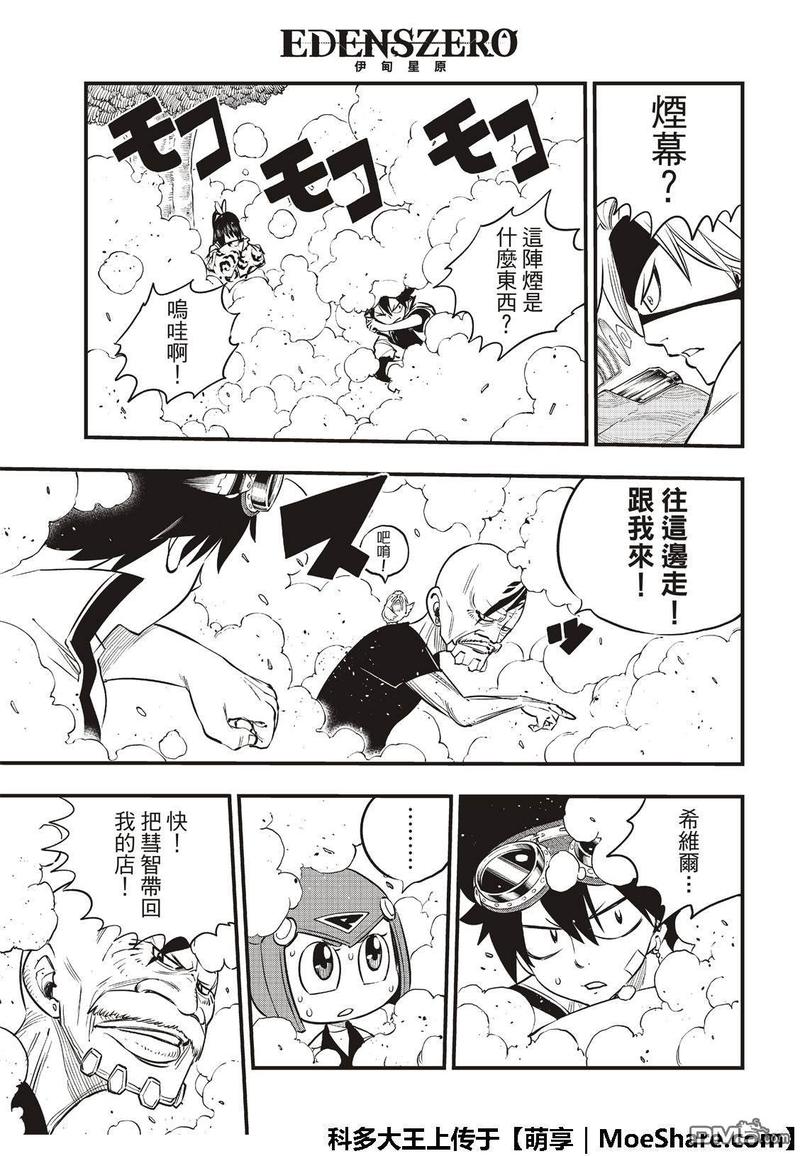 EDENSZERO
伊甸星原
煙幕？
這陣煙是
什麼東西？
モコ
モコ
モコ
嗚哇啊！
往這邊走！
跟我來！
吧唷！
希維爾…
………
快！
把彗智帶回
我的店！
科多大王上传于【萌享｜MoeShare.com】